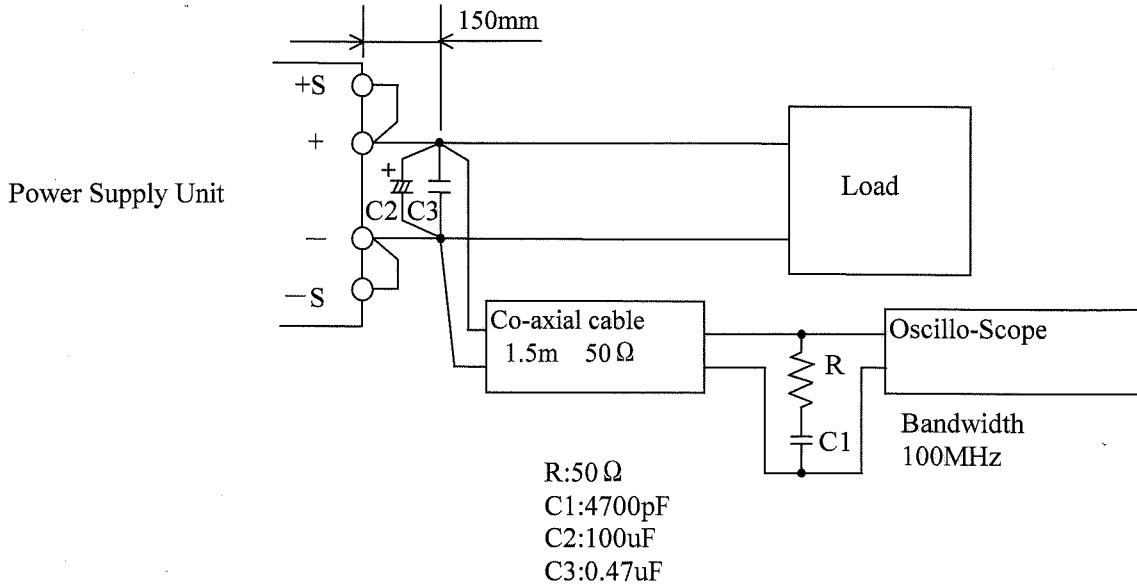 150mm
+S
+
Power Supply Unit
+
C2 C3
Load
—
—S
Co-axial cable
1.5m 50Ω
R
C1
Oscillo-Scope
Bandwidth
100MHz
R:50Ω
C1:4700pF
C2:100uF
C3:0.47uF